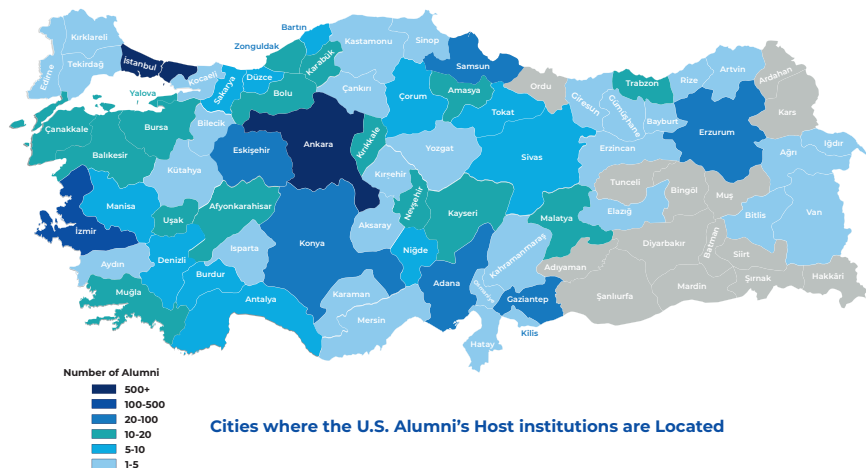 Bartın
Kırklareli
Kastamonu
Sinop
Zonguldak
Karabük
Artvin
Edirne
Tekirdağ
İstanbul
Kocaeli
Sakarya
Düzce
Samsun
Ordu
Trabzon
Rize
Ardahan
Yalova
Bolu
Çankırı
Çorum
Amasya
Giresun
Gümüşhane
Bayburt
Kars
Çanakkale
Bursa
Bilecik
Tokat
Erzurum
Balıkesir
Eskişehir
Ankara
Kırıkkale
Yozgat
Sivas
Erzincan
Iğdır
Ağrı
Kütahya
Kırşehir
Tunceli
Bingöl
Muş
Manisa
Uşak
Afyonkarahisar
Nevşehir
Kayseri
Malatya
Elazığ
Bitlis
Van
İzmir
Aksaray
Isparta
Konya
Kahramanmaraş
Diyarbakır
Batman
Siirt
Aydın
Denizli
Niğde
Adıyaman
Burdur
Hakkâri
Muğla
Antalya
Karaman
Adana
Gaziantep
Şanlıurfa
Mardin
Şırnak
Mersin
Kilis
Hatay
Number of Alumni
500+
100-500
20-100
10-20
5-10
1-5
Cities where the U.S. Alumni's Host institutions are Located